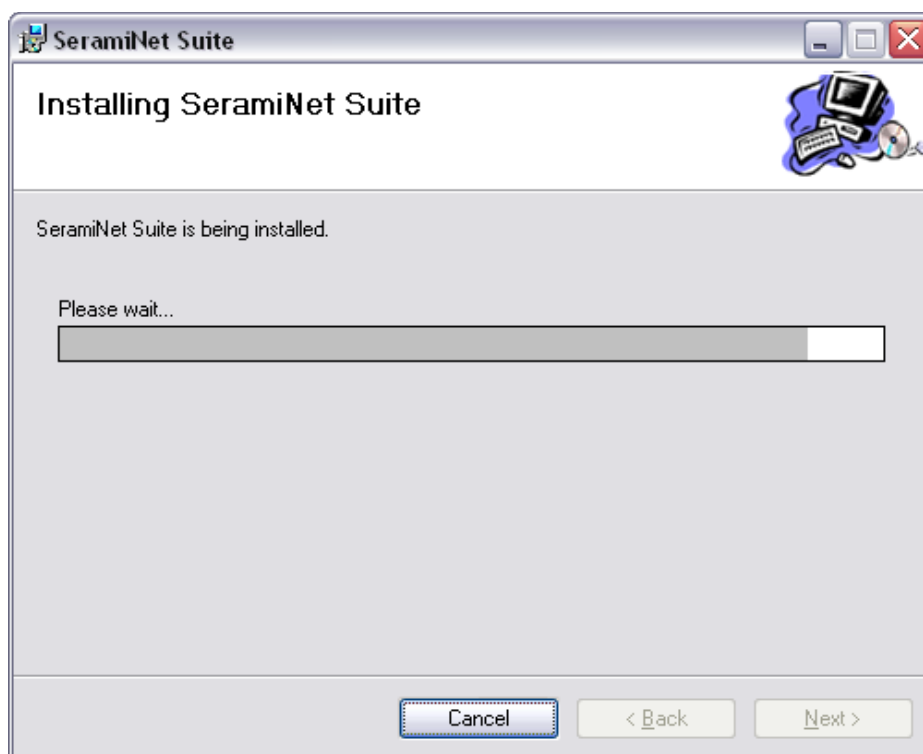 SeramiNet Suite
Installing SeramiNet Suite
SeramiNet Suite is being installed.
Please wait...
Cancel
< Back
Next >